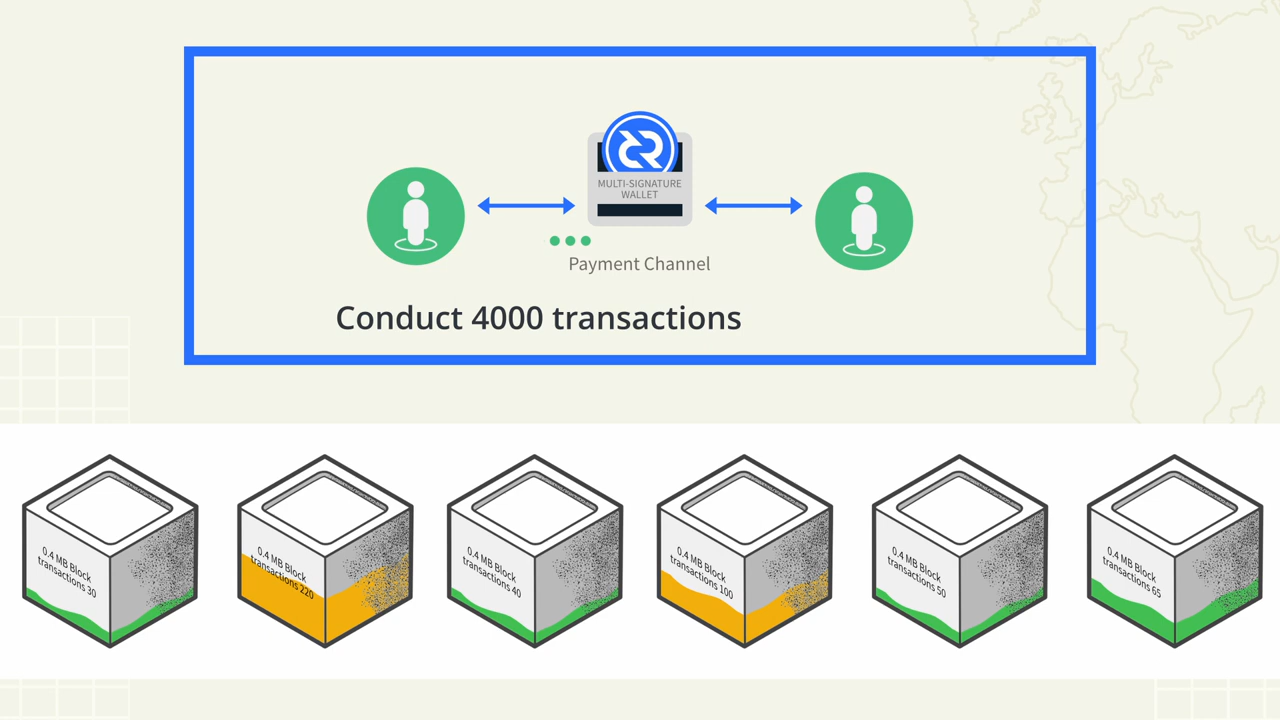 MULTI-SIGNATURE
WALLET
Payment Channel
Conduct 4000 transactions
0.4 MB Block
transactions 30
0.4 MB Block
transactions 220
0.4 MB Block
transactions 40
0.4 MB Block
transactions 100
0.4 MB Block
transactions 50
0.4 MB Block
transactions 65